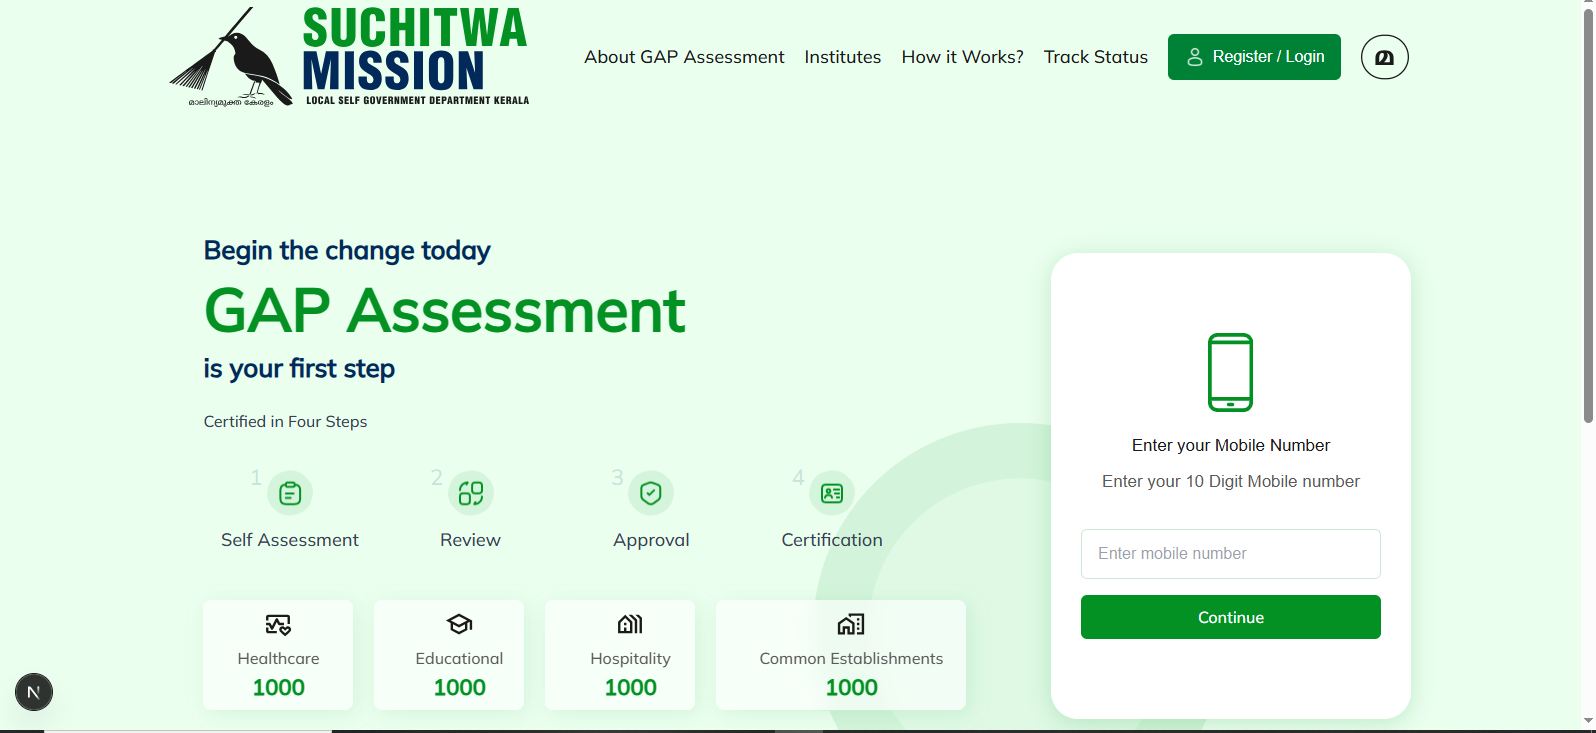 SUCHITWA
MISSION
LOCAL SELF GOVERNMENT DEPARTMENT KERALA
മാലിന്യമുക്ത കേരളം
About GAP Assessment
Institutes
How it Works?
Track Status
Register / Login
മ
Begin the change today
GAP Assessment
is your first step
Certified in Four Steps
1
Self Assessment
2
Review
3
Approval
4
Certification
Healthcare
1000
Educational
1000
Hospitality
1000
Common Establishments
1000
Enter your Mobile Number
Enter your 10 Digit Mobile number
Enter mobile number
Continue
N